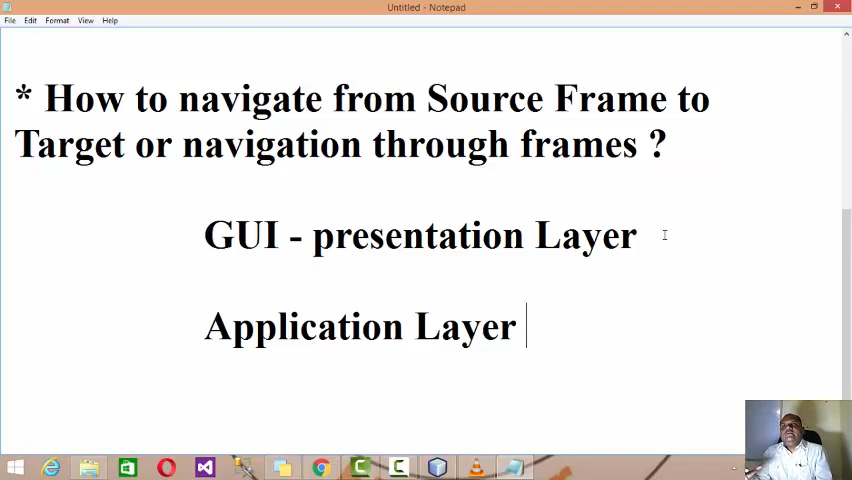 Untitled - Notepad
File Edit Format View Help
* How to navigate from Source Frame to
Target or navigation through frames ?
GUI - presentation Layer
Application Layer